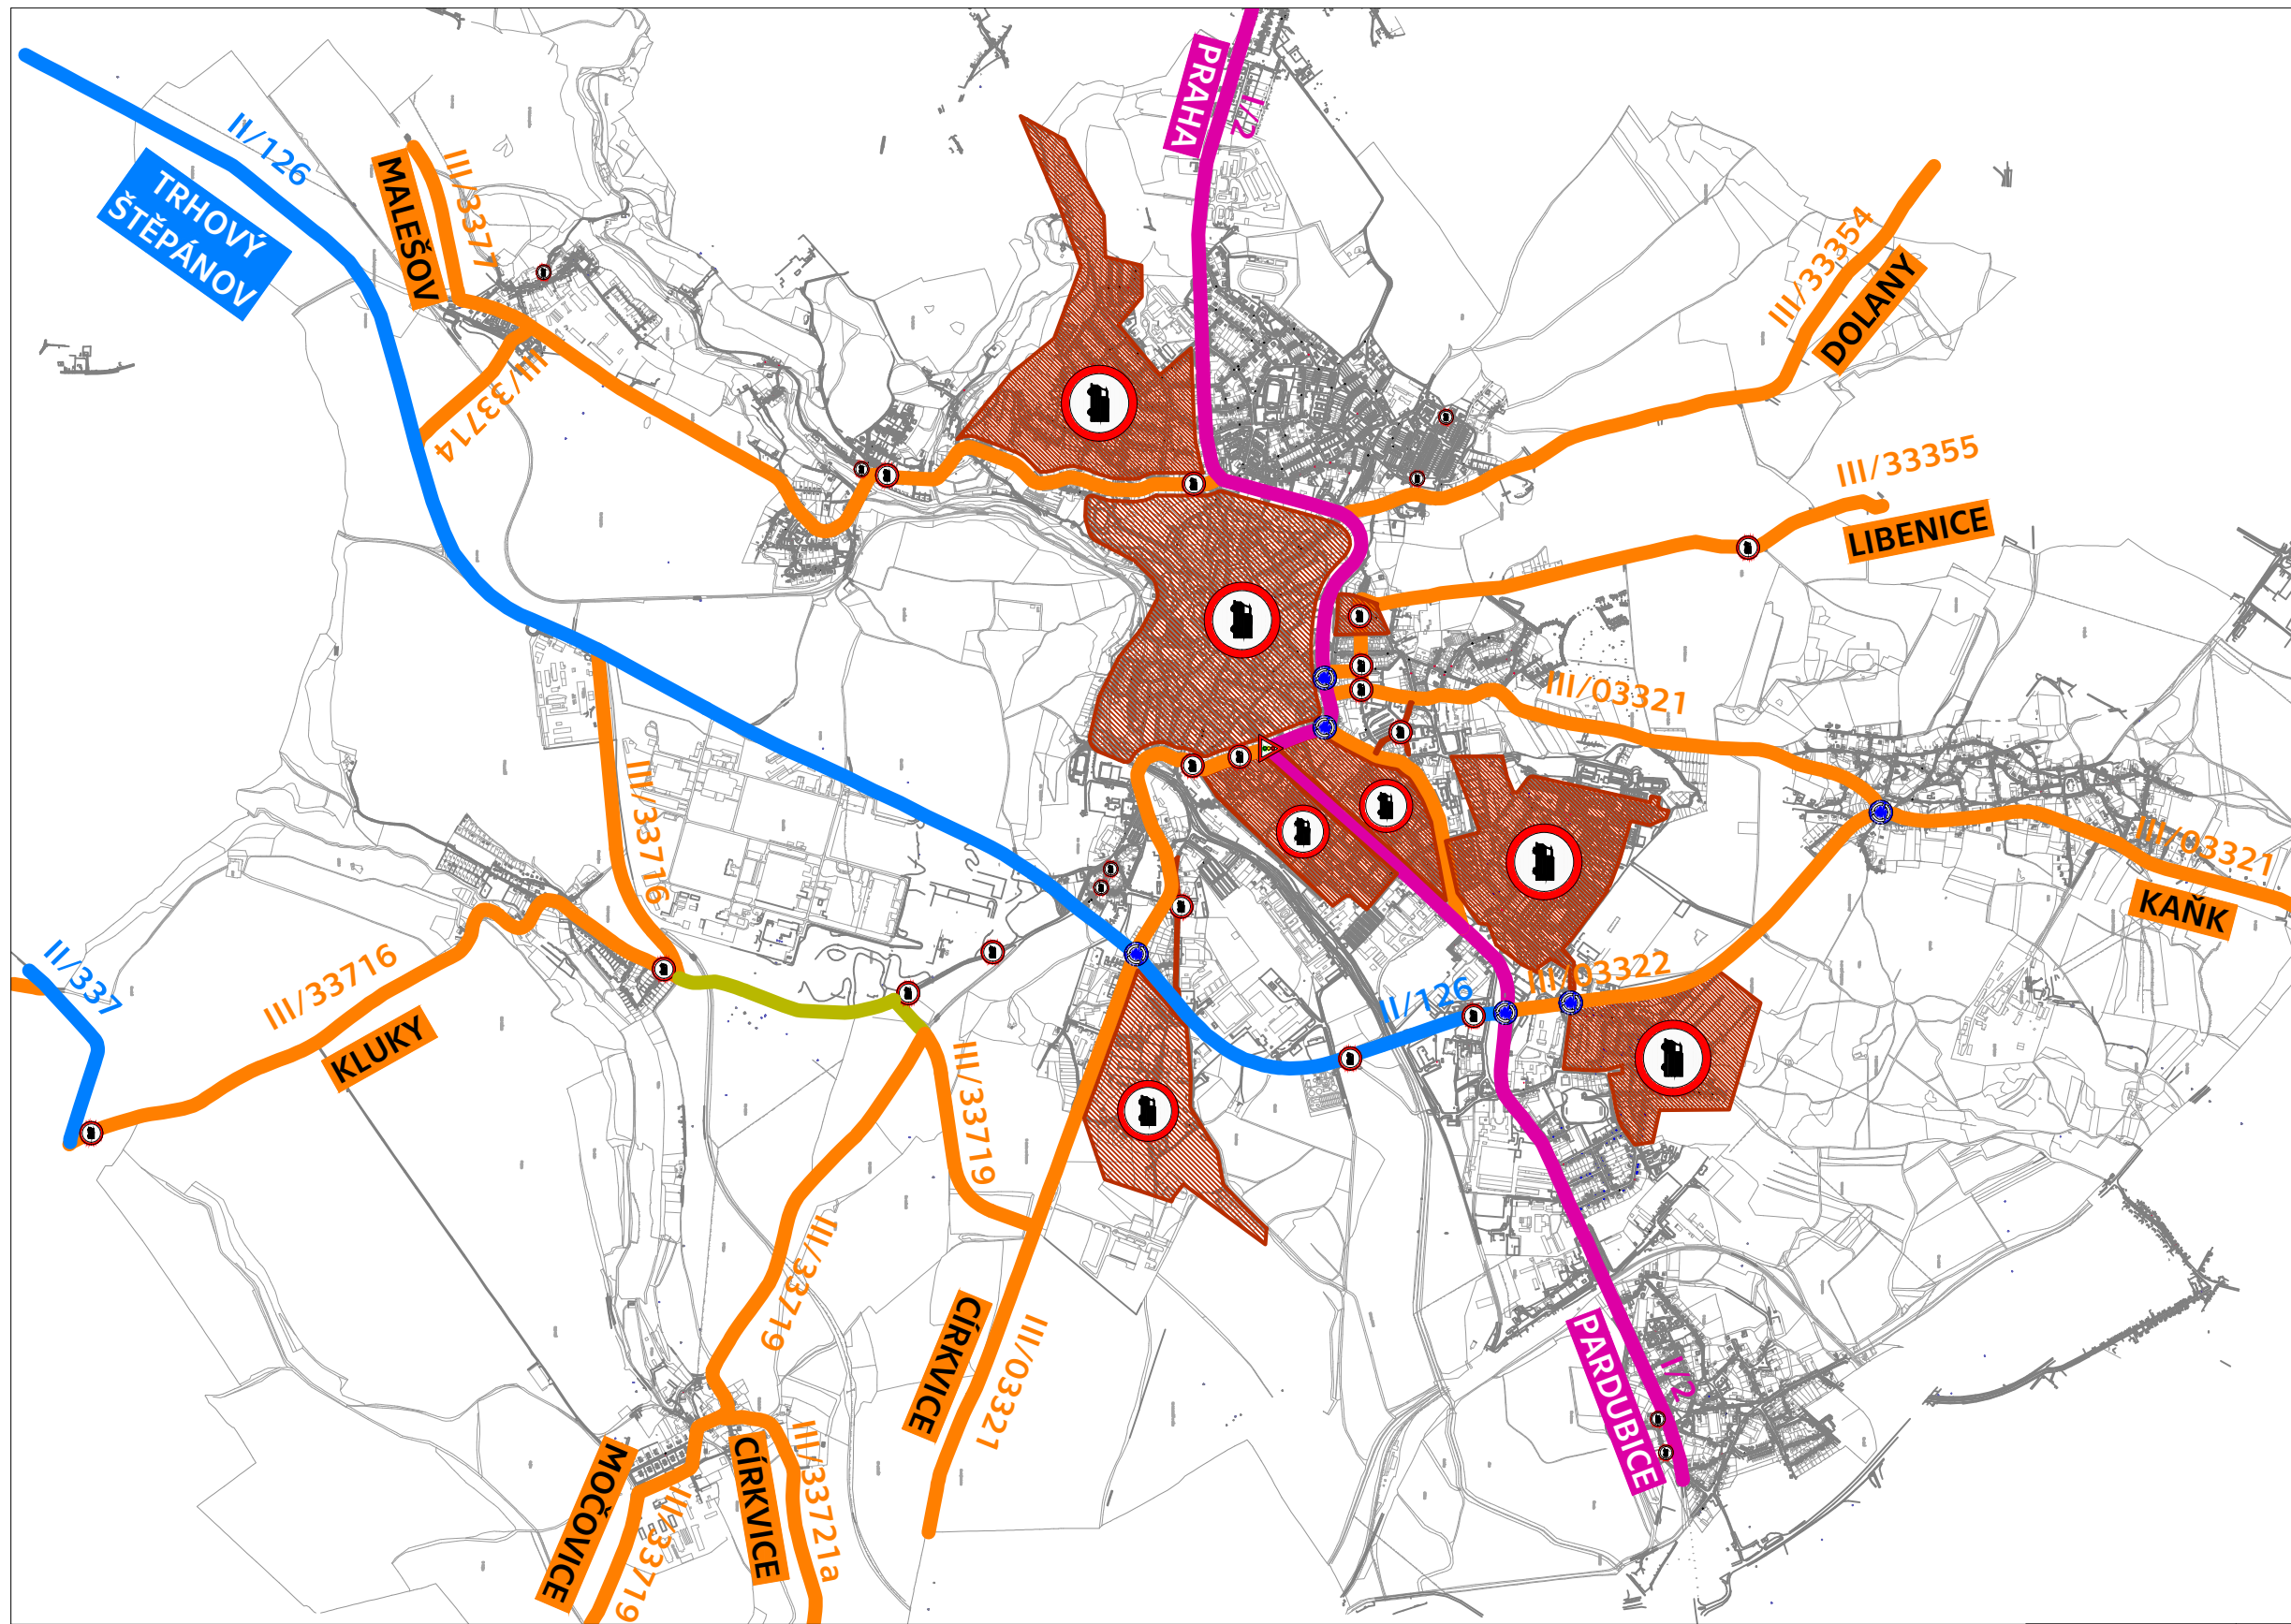 PRAHA
I/2
II/126
TRHOVÝ
ŠTĚPÁNOV
MALEŠOV
III/3377
III/33714
III/33354
DOLANY
III/33355
LIBENICE
III/03321
III/03321
KAŇK
III/33716
II/337
III/33716
KLUKY
II/126
III/03322
III/33719
III/33719
CÍRKVICE
III/03321
PARDUBICE
I/2
MOČOVICE
III/33719
CÍRKVICE
III/33721a